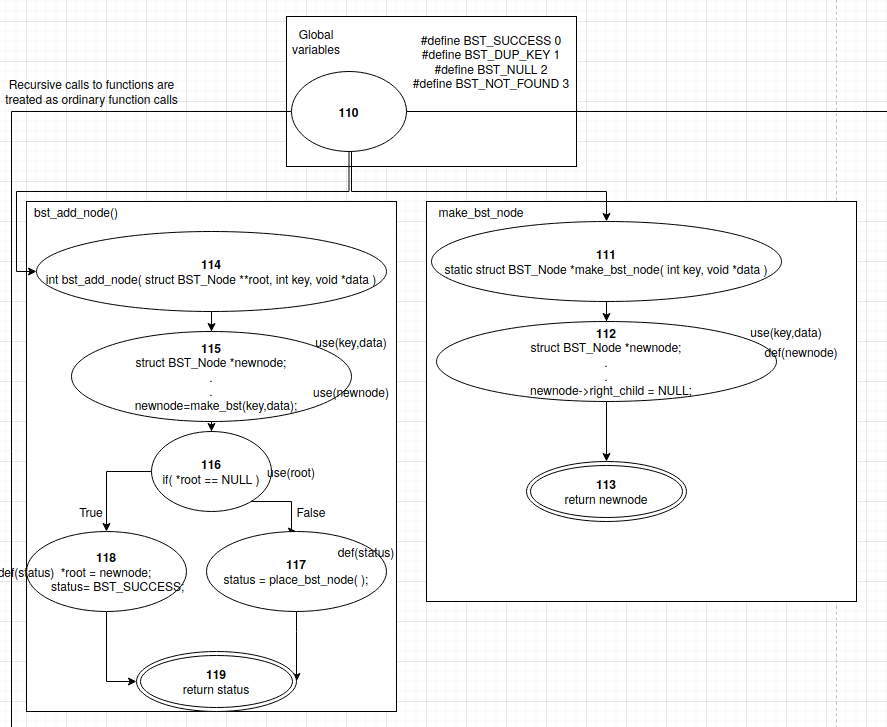 Global
variables
#define BST_SUCCESS 0
#define BST_DUP_KEY 1
#define BST_NULL 2
#define BST_NOT_FOUND 3
110
Recursive calls to functions are
treated as ordinary function calls
bst_add_node()
114
int bst_add_node( struct BST_Node **root, int key, void *data )
115
struct BST_Node *newnode;
.
.
newnode=make_bst(key,data);
use(key,data)
use(newnode)
116
if( *root == NULL )
use(root)
True
False
118
def(status)
*root = newnode;
status= BST_SUCCESS;
117
status = place_bst_node( );
def(status)
119
return status
make_bst_node
111
static struct BST_Node *make_bst_node( int key, void *data )
112
struct BST_Node *newnode;
.
.
newnode->right_child = NULL;
use(key,data)
def(newnode)
113
return newnode